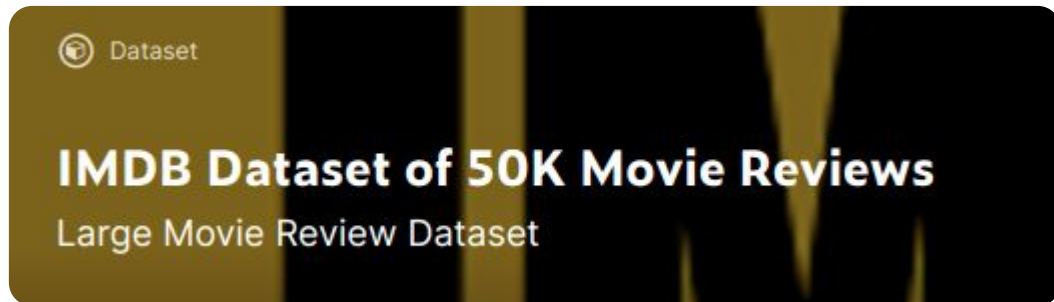 Dataset
IMDB Dataset of 50K Movie Reviews
Large Movie Review Dataset